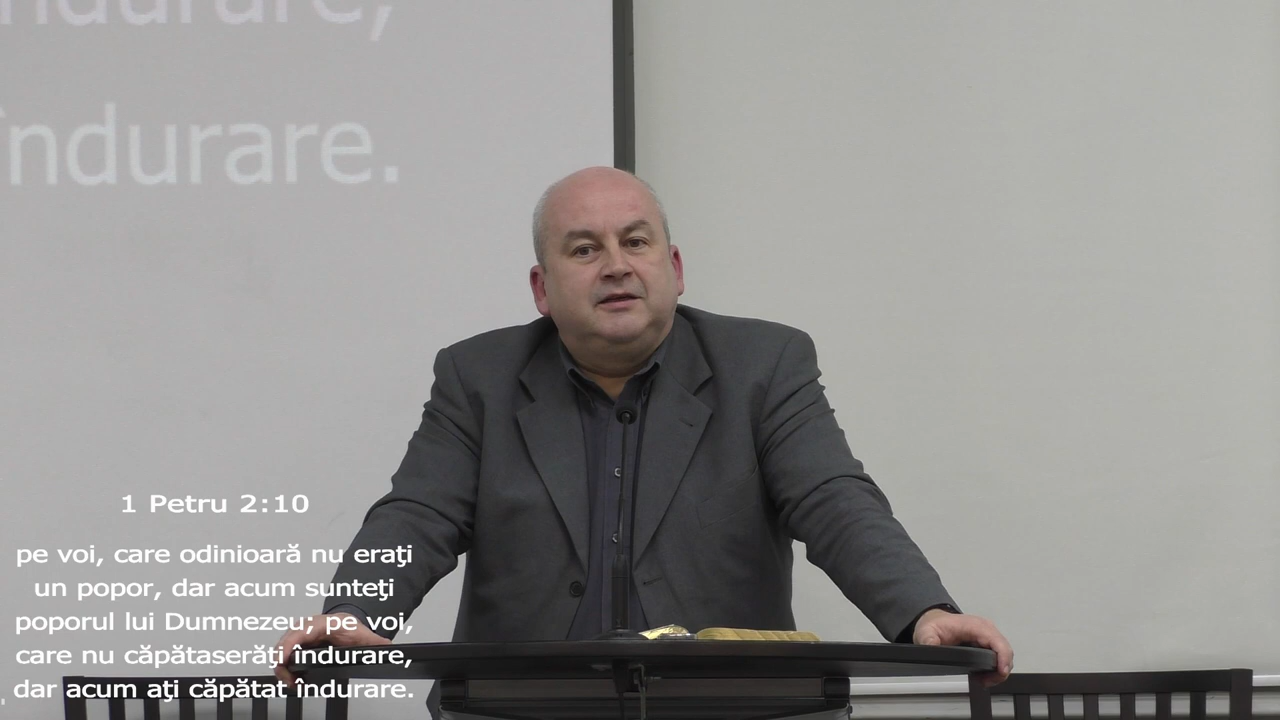 ndurare,
îndurare.
1 Petru 2:10
pe voi, care odinioară nu eraţi
un popor, dar acum sunteţi
poporul lui Dumnezeu; pe voi,
care nu căpătaserăţi îndurare,
dar acum aţi căpătat îndurare.